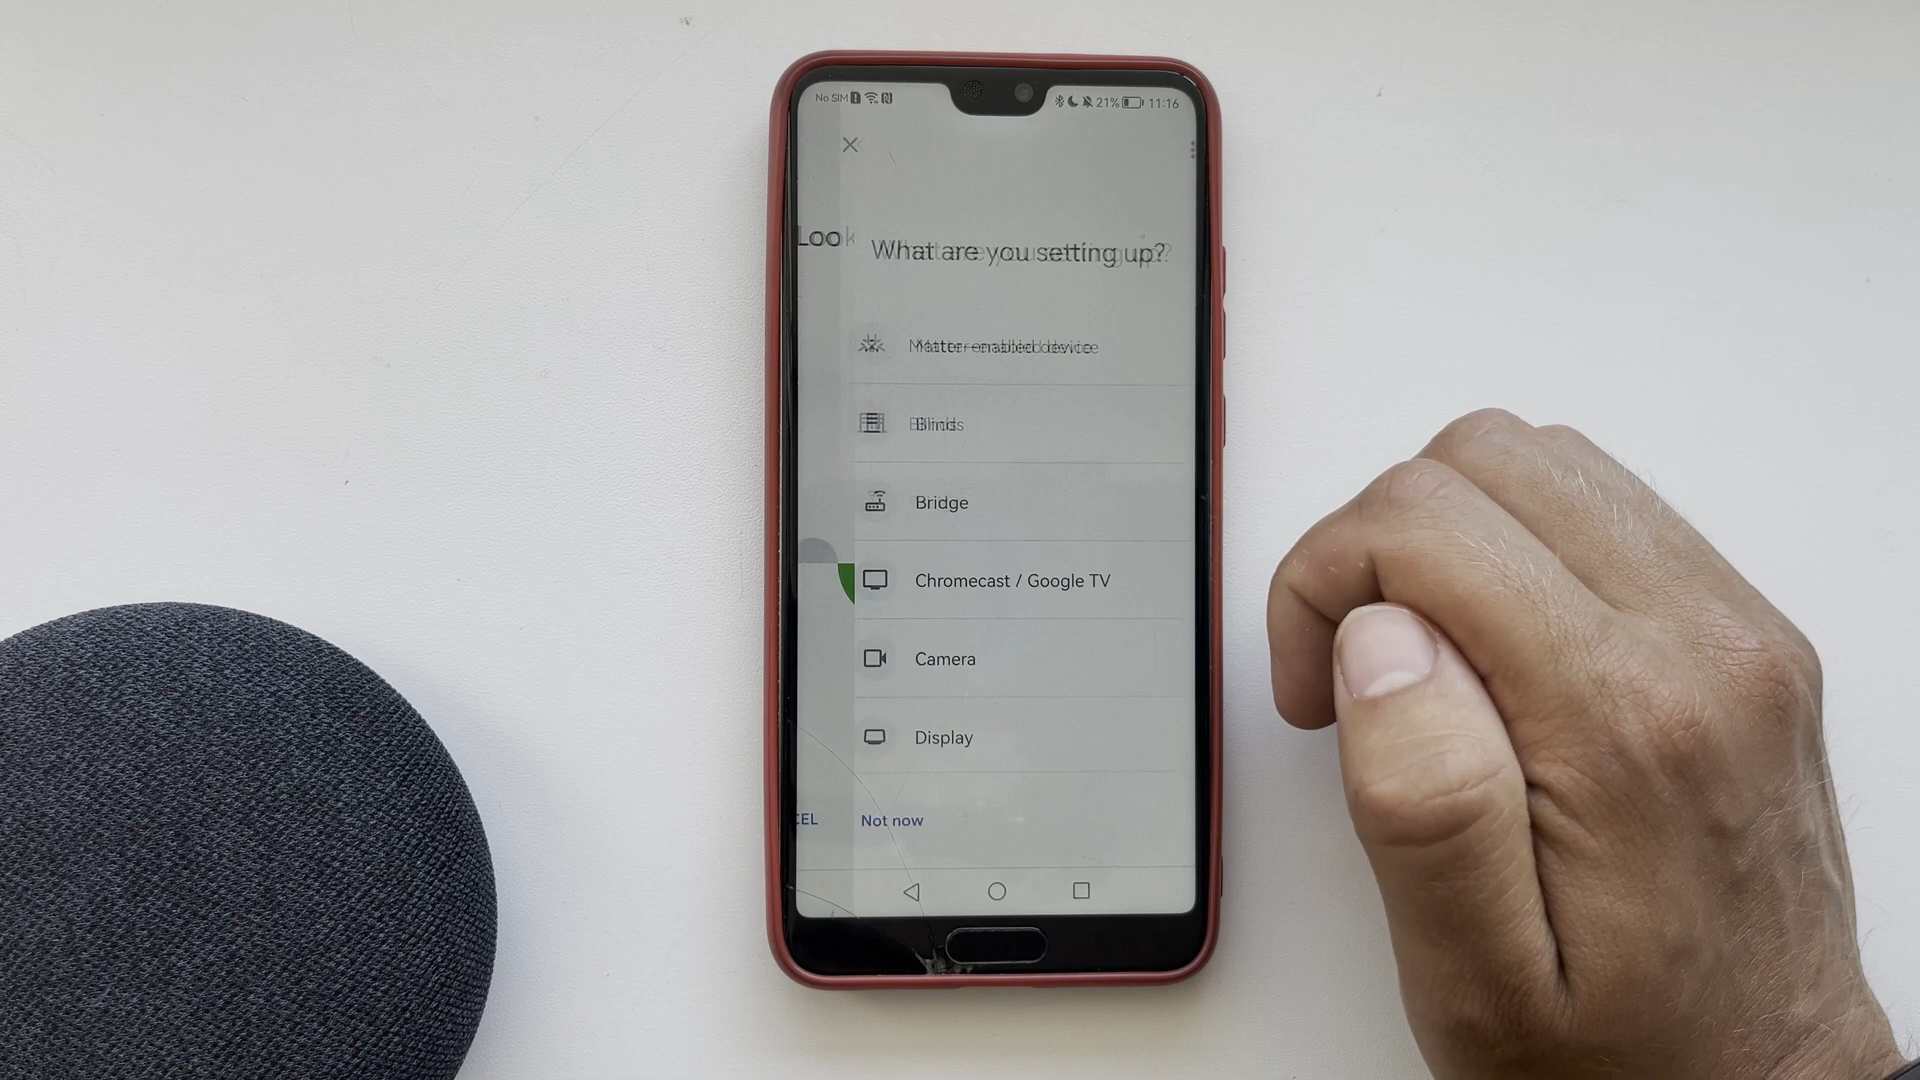 No SIM
21%
11:16
Loo
What are you setting up?
Matter-enabled device
Blinds
Bridge
Chromecast / Google TV
Camera
Display
CEL
Not now